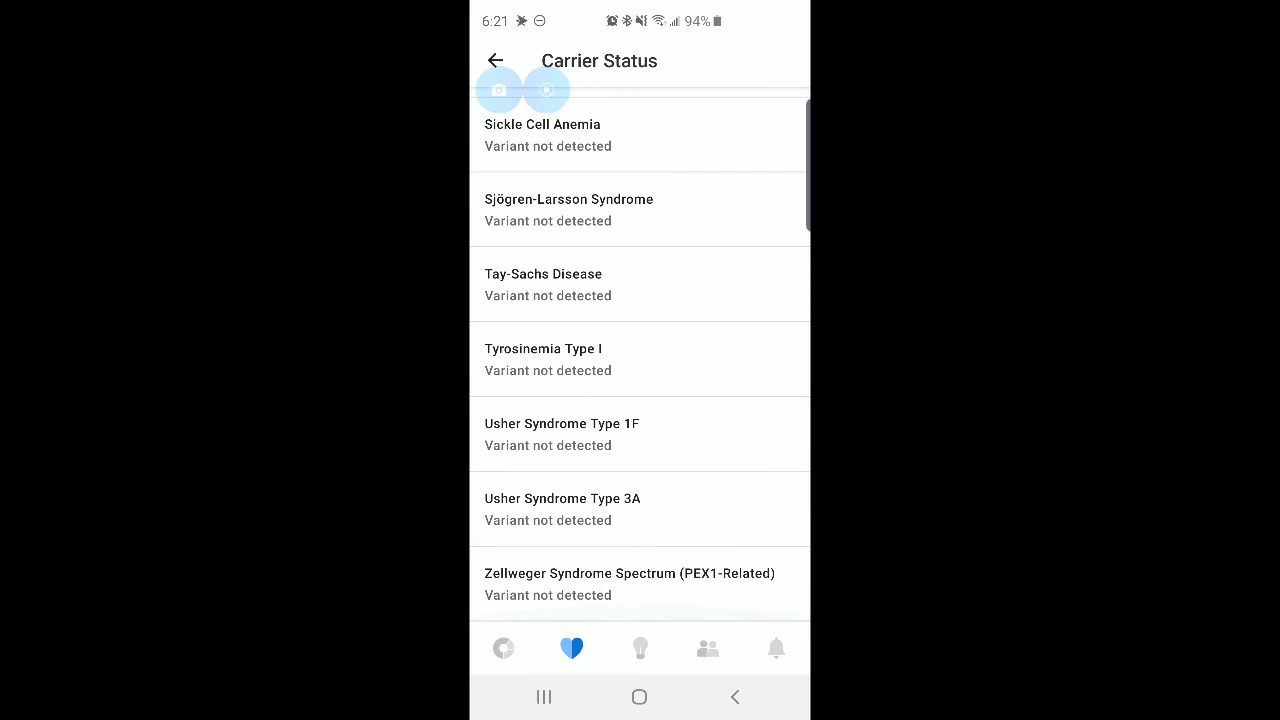 6:21 94%
Carrier Status
Sickle Cell Anemia
Variant not detected
Sjögren-Larsson Syndrome
Variant not detected
Tay-Sachs Disease
Variant not detected
Tyrosinemia Type I
Variant not detected
Usher Syndrome Type 1F
Variant not detected
Usher Syndrome Type 3A
Variant not detected
Zellweger Syndrome Spectrum (PEX1-Related)
Variant not detected